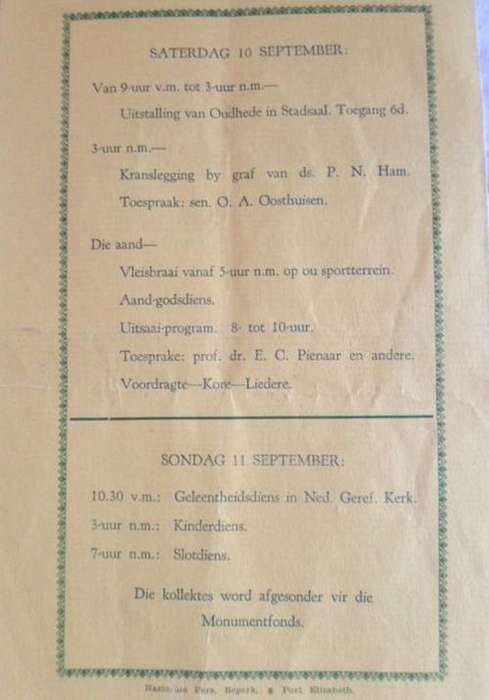 SATERDAG 10 SEPTEMBER:
Van 9-uur v.m. tot 3-uur n.m.—
Uitstalling van Oudhede in Stadsaal. Toegang 6d.
3-uur n.m.—
Kranslegging by graf van ds. P. N. Ham.
Toespraak: sen. O. A. Oosthuisen.
Die aand—
Vleisbraai vanaf 5-uur n.m. op ou sportterrein.
Aand-godsdiens.
Uitsaai-program. 8- tot 10-uur.
Toesprake: prof. dr. E. C. Pienaar en andere.
Voordragte—Kore—Liedere.
SONDAG 11 SEPTEMBER:
10.30 v.m.: Geleentheidsdiens in Ned. Geref. Kerk.
3-uur n.m.: Kinderdiens.
7-uur n.m.: Slotdiens.
Die kollektes word afgesonder vir die
Monumentfonds.
Pers, Beperk, Port Elizabeth.